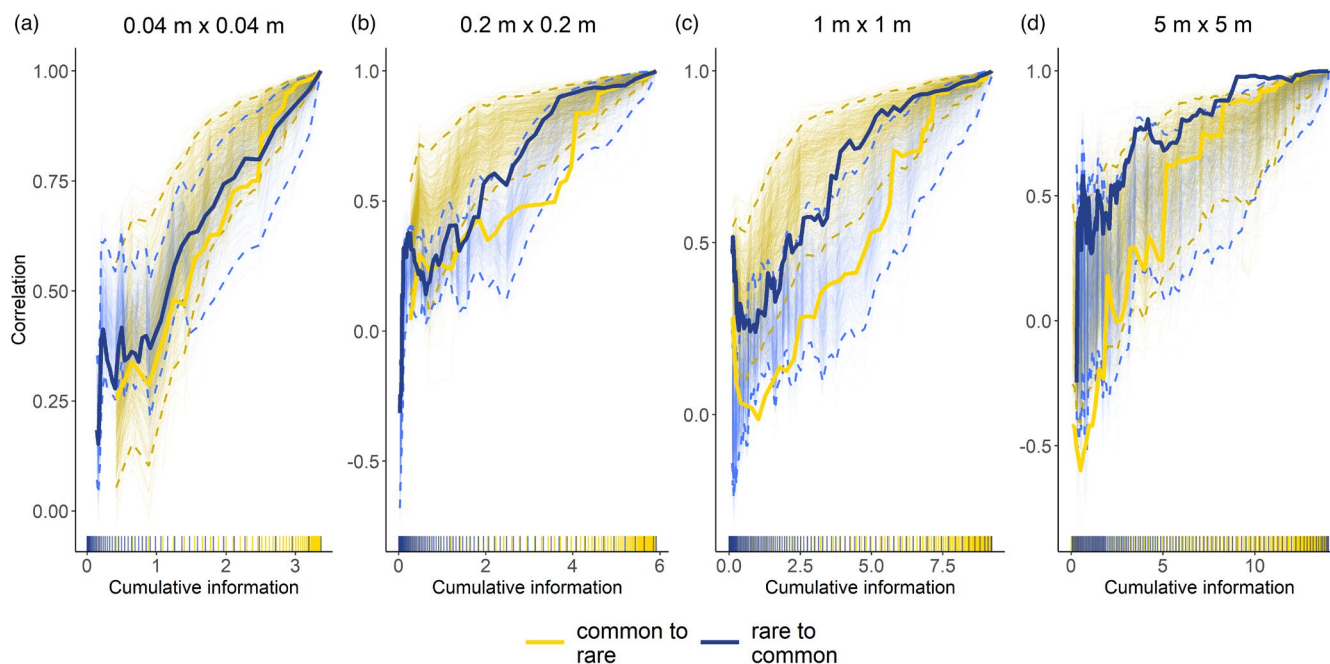 (a) 0.04 m x 0.04 m
(b) 0.2 m x 0.2 m
(c) 1 m x 1 m
(d) 5 m x 5 m
Correlation
1.00
0.75
0.50
0.25
0.00
0 1 2 3
Cumulative information
1.0
0.5
0.0
-0.5
0 2 4 6
Cumulative information
1.0
0.5
0.0
0.0 2.5 5.0 7.5
Cumulative information
1.0
0.5
0.0
-0.5
0 5 10
Cumulative information
common to
rare
rare to
common